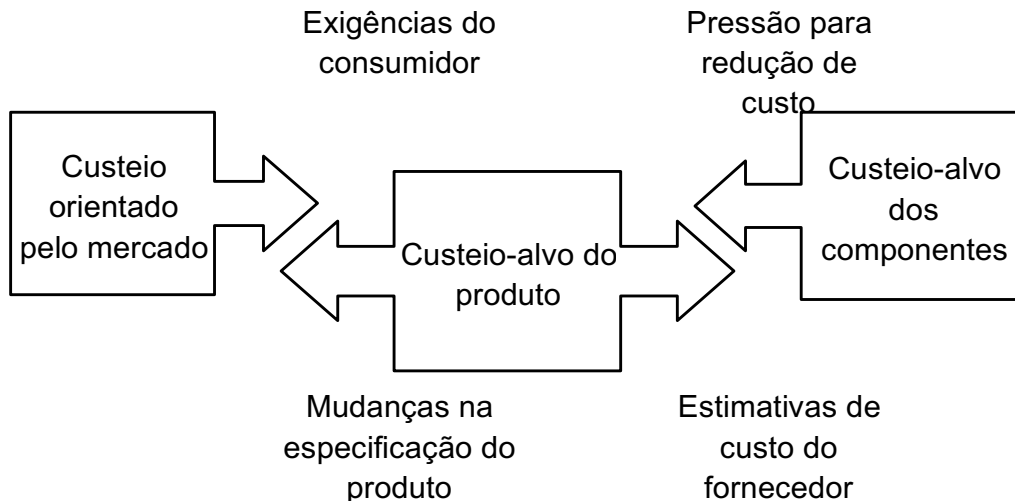 Exigências do
consumidor
Pressão para
redução de
custo
Custeio
orientado
pelo mercado
Custeio-alvo do
produto
Custeio-alvo
dos
componentes
Mudanças na
especificação do
produto
Estimativas de
custo do
fornecedor